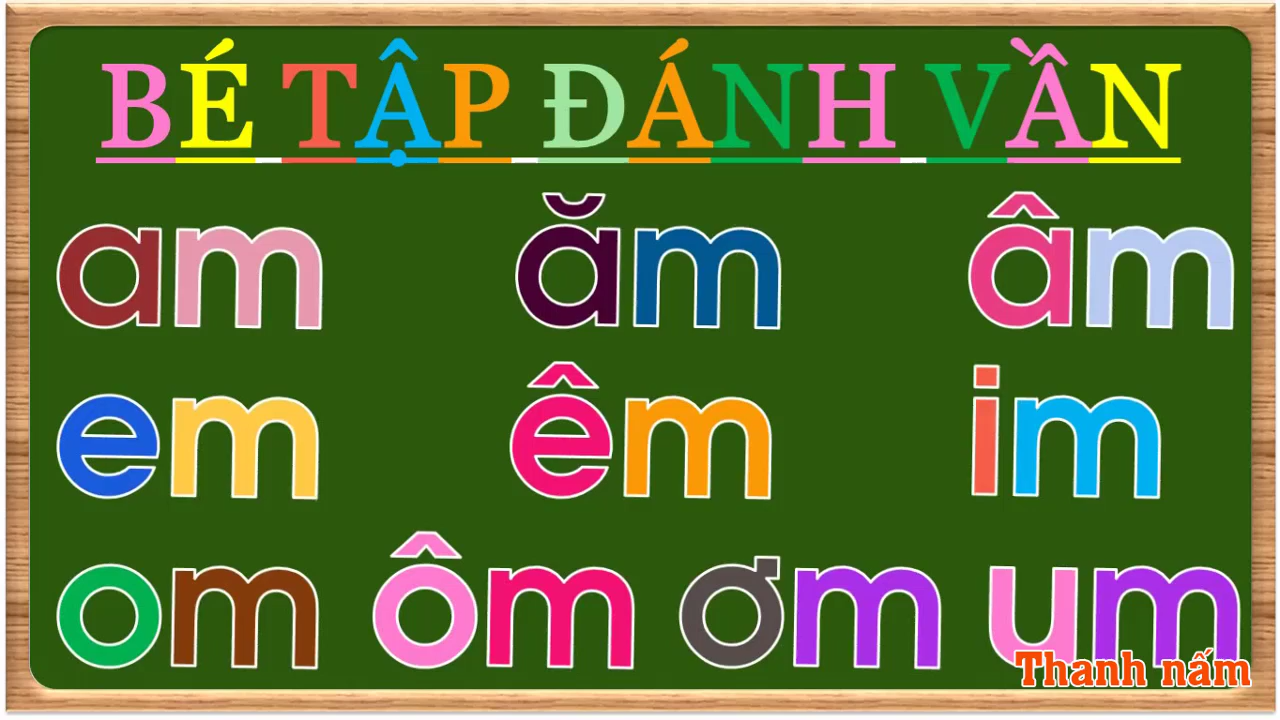 BÉ TẬP ĐÁNH VẦN
am ăm âm
em êm im
om ôm ơm um
Thanh nấm